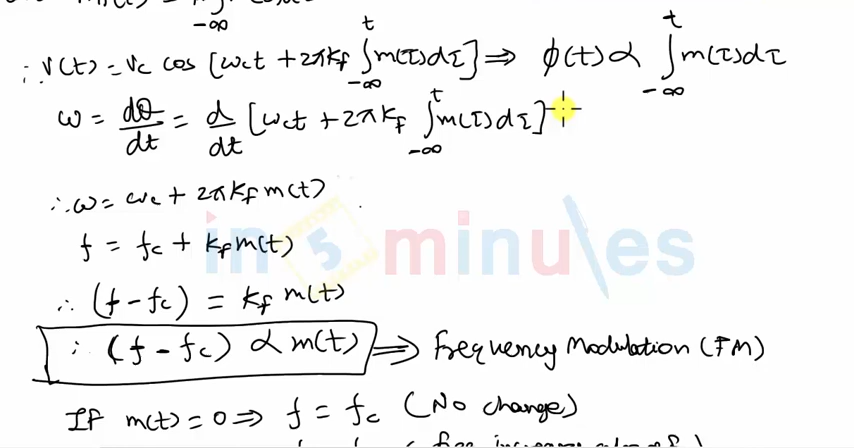 -∞
∴ V(t) = Vc cos [ωct + 2πkf ∫_{-∞}^{t} m(τ)dτ] ⇒ ϕ(t) ∝ ∫_{-∞}^{t} m(τ)dτ
ω = dθ/dt = d/dt [ωct + 2πkf ∫_{-∞}^{t} m(τ)dτ]
∴ ω = ωc + 2πkf m(t)
f = fc + kf m(t)
in 5 minutes
∴ (f - fc) = kf m(t)
∴ (f - fc) ∝ m(t) ⇒ Frequency Modulation (FM)
If m(t) = 0 ⇒ f = fc (No change)